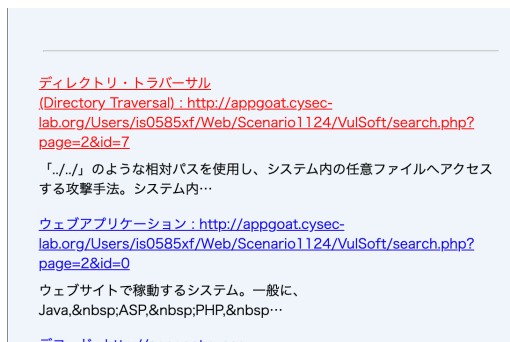 ディレクトリ・トラバーサル
(Directory Traversal) : http://appgoat.cysec-
lab.org/Users/is0585xf/Web/Scenario1124/VulSoft/search.php?
page=2&id=7
「../../」のような相対パスを使用し、システム内の任意ファイルへアクセス
する攻撃手法。システム内…
ウェブアプリケーション : http://appgoat.cysec-
lab.org/Users/is0585xf/Web/Scenario1124/VulSoft/search.php?
page=2&id=0
ウェブサイトで稼動するシステム。一般に、
Java,&nbsp;ASP,&nbsp;PHP,&nbsp…